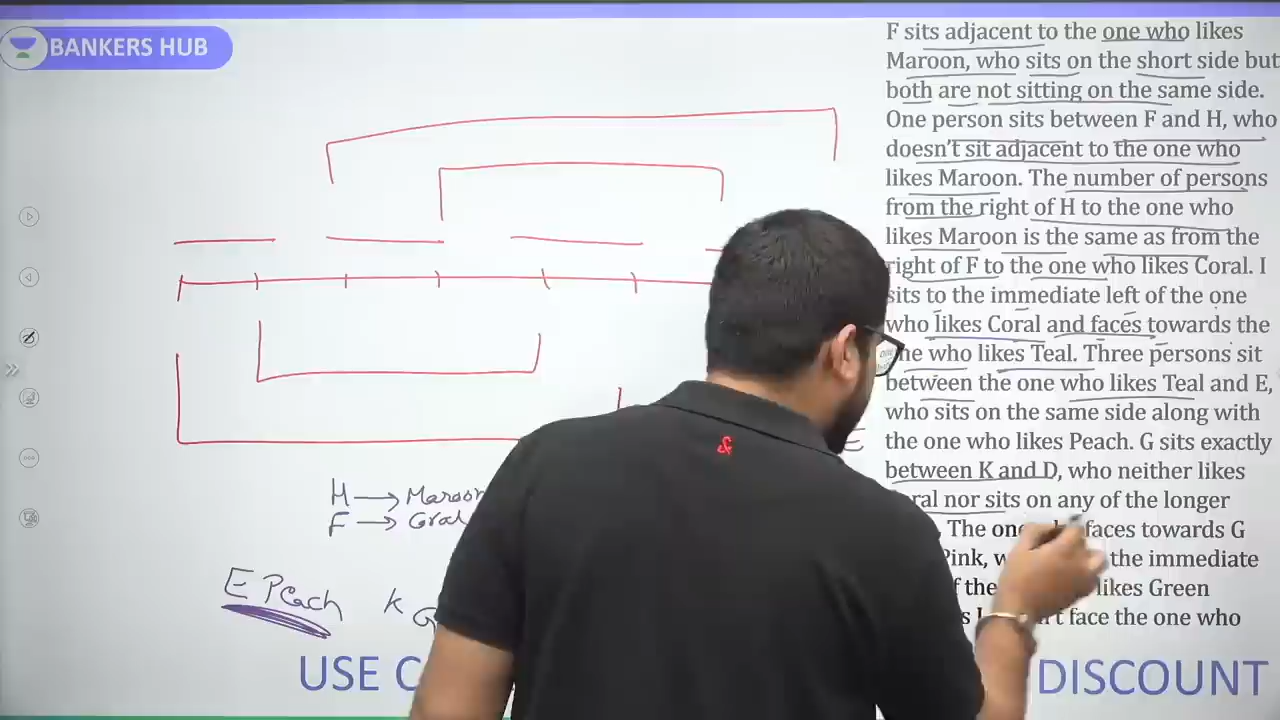 BANKERS HUB
F sits adjacent to the one who likes
Maroon, who sits on the short side but
both are not sitting on the same side.
One person sits between F and H, who
doesn't sit adjacent to the one who
likes Maroon. The number of persons
from the right of H to the one who
likes Maroon is the same as from the
right of F to the one who likes Coral. I
sits to the immediate left of the one
who likes Coral and faces towards the
one who likes Teal. Three persons sit
between the one who likes Teal and E,
who sits on the same side along with
the one who likes Peach. G sits exactly
between K and D, who neither likes
nor sits on any of the longer
The one faces towards G
Pink, the immediate
the likes Green
face the one who
H → Maroon
F → Coral
E Peach K G
USE
DISCOUNT